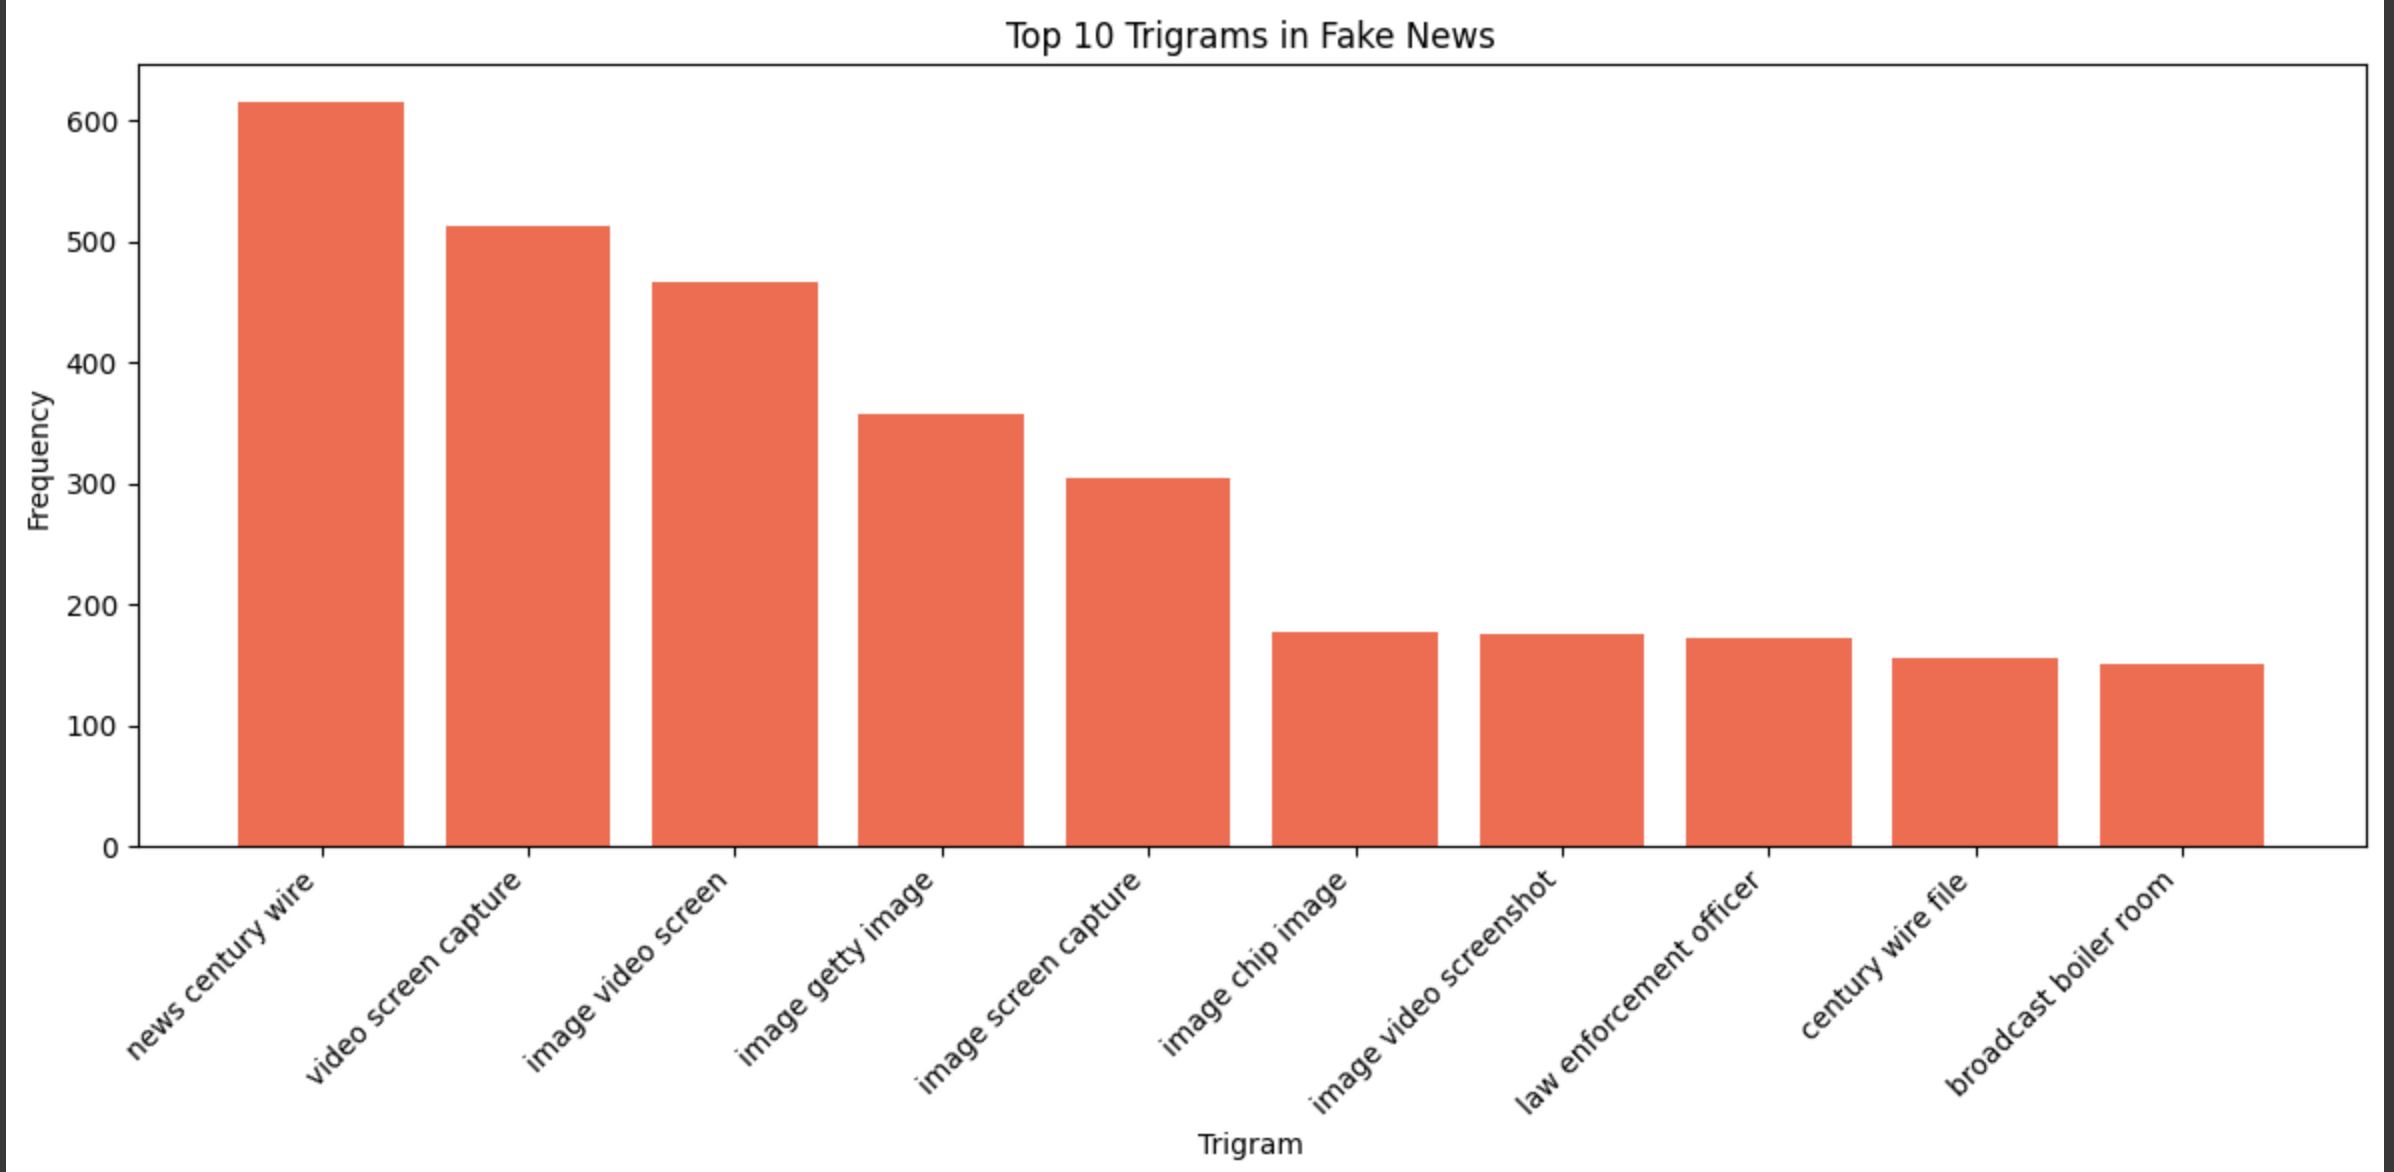 Top 10 Trigrams in Fake News
Frequency
600
500
400
300
200
100
0
news century wire
video screen capture
image video screen
image getty image
image screen capture
image chip image
image video screenshot
law enforcement officer
century wire file
broadcast boiler room
Trigram